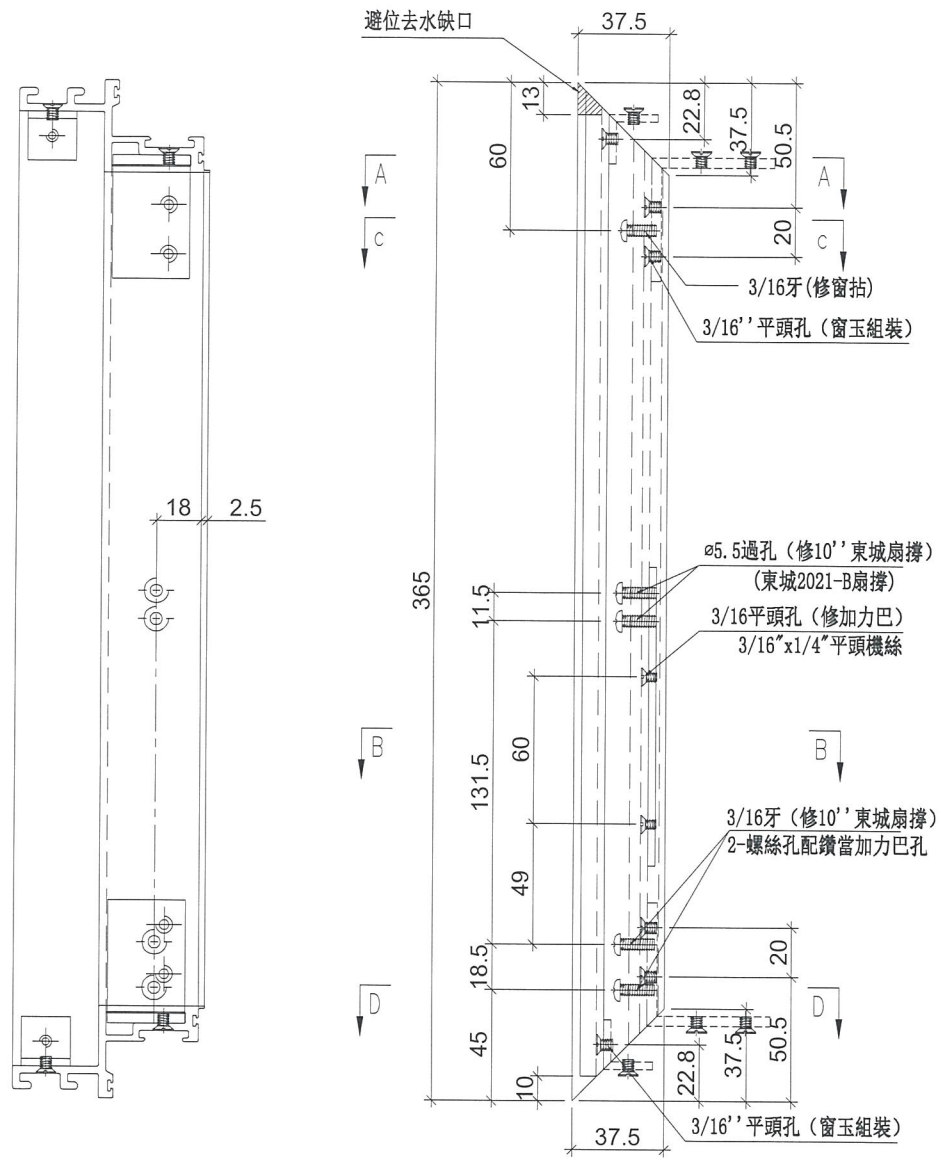 避位去水缺口
37.5
13
60
22.8
37.5
50.5
20
A
A
C
C
3/16牙(修窗拈)
3/16''平頭孔（窗玉組裝）
18
2.5
365
ø5.5過孔（修10''東城扇撐）
(東城2021-B扇撐)
11.5
3/16平頭孔（修加力巴）
3/16"x1/4"平頭機絲
B
B
60
131.5
3/16牙（修10''東城扇撐）
2-螺絲孔配鑽當加力巴孔
49
18.5
20
D
D
45
10
22.8
37.5
50.5
37.5
3/16''平頭孔（窗玉組裝）